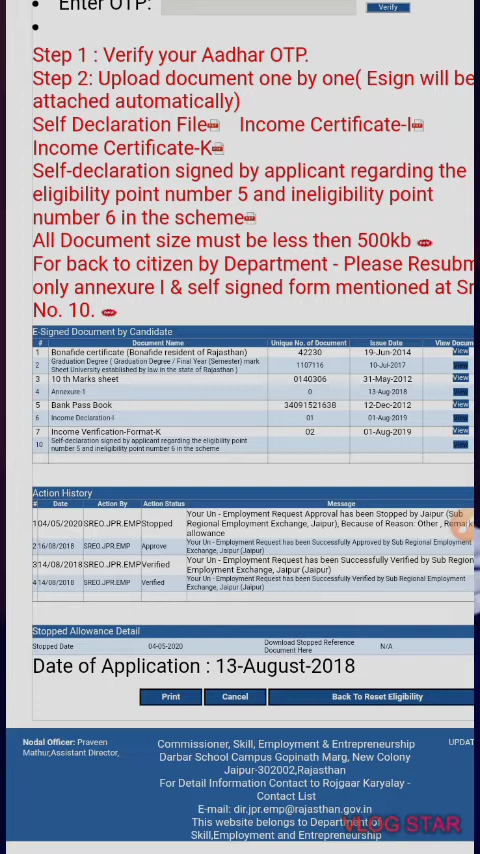 Enter OTP:
Verify
Step 1 : Verify your Aadhar OTP.
Step 2: Upload document one by one( Esign will be
attached automatically)
Self Declaration File Income Certificate-I
Income Certificate-K
Self-declaration signed by applicant regarding the
eligibility point number 5 and ineligibility point
number 6 in the scheme
All Document size must be less then 500kb
For back to citizen by Department - Please Resubm
only annexure I & self signed form mentioned at Sr
No. 10.
E-Signed Document by Candidate
# Document Name Unique No. of Document Issue Date View Docum
1 Bonafide certificate (Bonafide resident of Rajasthan) 42230 19-Jun-2014 View
2 Graduation Degree ( Graduation Degree / Final Year (Semester) mark
Sheet University established by law in the state of Rajasthan ) 1107116 10-Jul-2017 View
3 10 th Marks sheet 0140306 31-May-2012 View
4 Annexure-1 0 13-Aug-2018 View
5 Bank Pass Book 34091521638 12-Dec-2012 View
6 Income Declaration-I 01 01-Aug-2019 View
7 Income Verification-Format-K 02 01-Aug-2019 View
10 Self-declaration signed by applicant regarding the eligibility point
number 5 and ineligibility point number 6 in the scheme View
Action History
# Date Action By Action Status Message
1 04/05/2020 SREO.JPR.EMP Stopped Your Un - Employment Request Approval has been Stopped by Jaipur (Sub
Regional Employment Exchange, Jaipur), Because of Reason: Other , Remarks
allowance
2 16/08/2018 SREO.JPR.EMP Approve Your Un - Employment Request has been Successfully Approved by Sub Regional Employment
Exchange, Jaipur (Jaipur)
3 14/08/2018 SREO.JPR.EMP Verified Your Un - Employment Request has been Successfully Verified by Sub Region
Employment Exchange, Jaipur (Jaipur)
4 14/08/2018 SREO.JPR.EMP Verified Your Un - Employment Request has been Successfully Verified by Sub Regional Employment
Exchange, Jaipur (Jaipur)
Stopped Allowance Detail
Stopped Date 04-05-2020 Download Stopped Reference
Document Here N/A
Date of Application : 13-August-2018
Print Cancel Back To Reset Eligibility
Nodal Officer: Praveen
Mathur,Assistant Director,
Commissioner, Skill, Employment & Entrepreneurship
Darbar School Campus Gopinath Marg, New Colony
Jaipur-302002,Rajasthan
For Detail Information Contact to Rojgaar Karyalay -
Contact List
E-mail: dir.jpr.emp@rajasthan.gov.in
This website belongs to Department of
Skill,Employment and Entrepreneurship
UPDAT
VLOG STAR